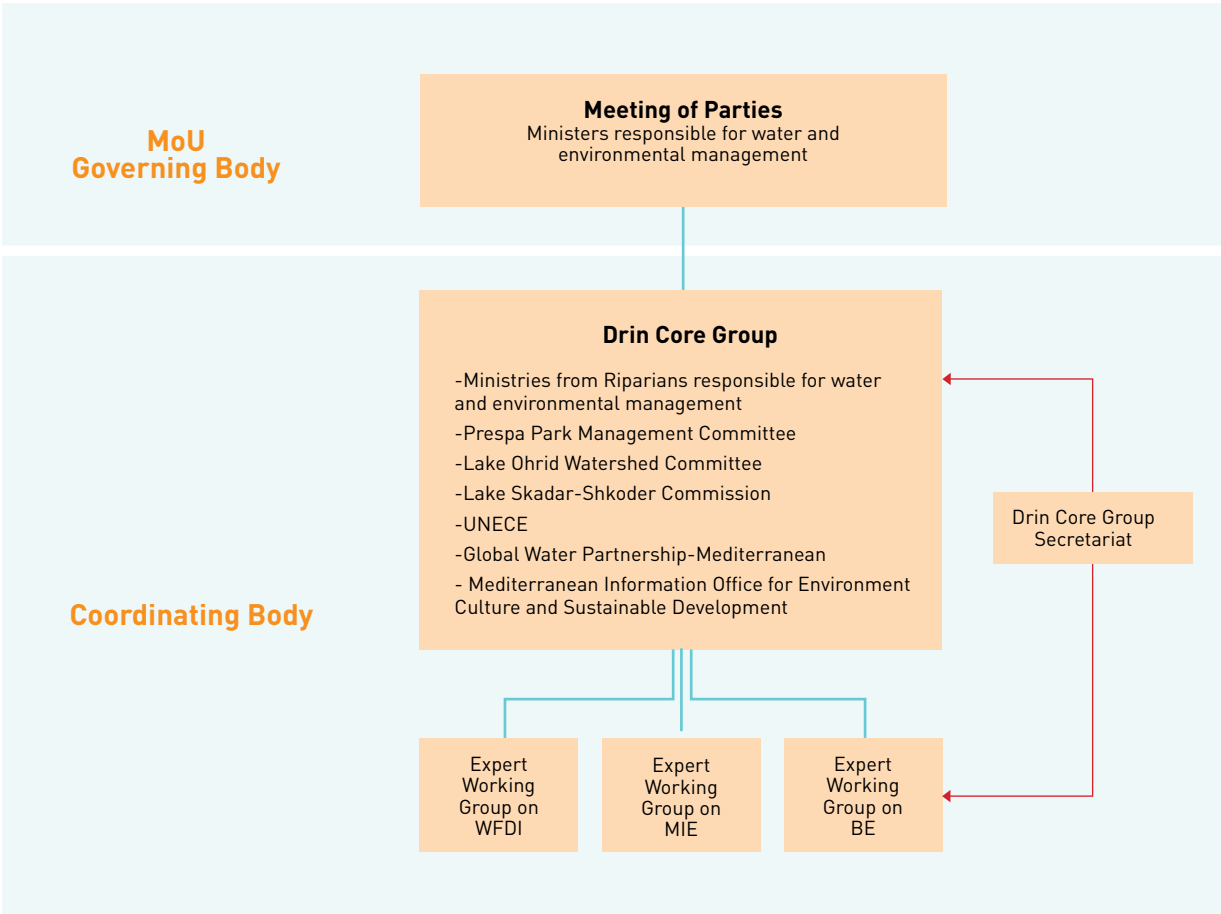 MoU
Governing Body
Meeting of Parties
Ministers responsible for water and
environmental management
Coordinating Body
Drin Core Group
-Ministries from Riparians responsible for water
and environmental management
-Prespa Park Management Committee
-Lake Ohrid Watershed Committee
-Lake Skadar-Shkoder Commission
-UNECE
-Global Water Partnership-Mediterranean
- Mediterranean Information Office for Environment
Culture and Sustainable Development
Drin Core Group
Secretariat
Expert
Working
Group on
WFDI
Expert
Working
Group on
MIE
Expert
Working
Group on
BE